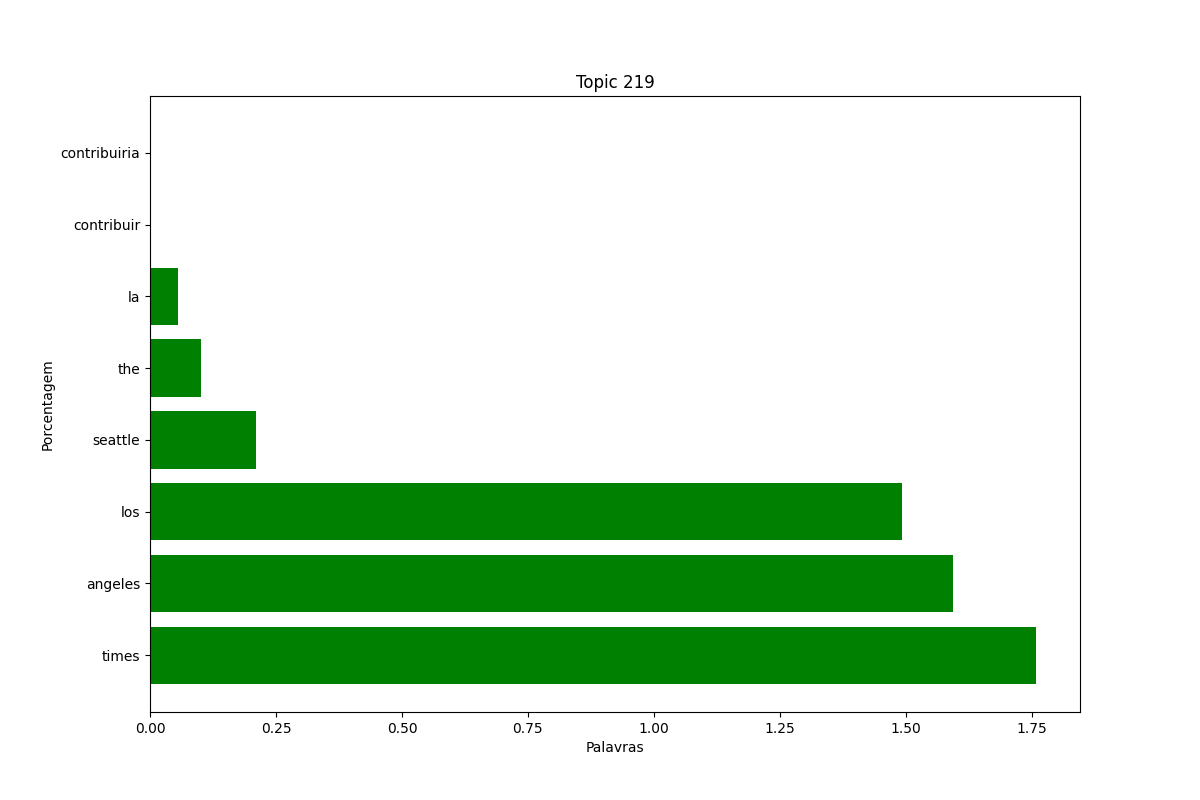 Topic 219
contribuiria
contribuir
la
the
seattle
los
angeles
times
Porcentagem
0.00 0.25 0.50 0.75 1.00 1.25 1.50 1.75
Palavras